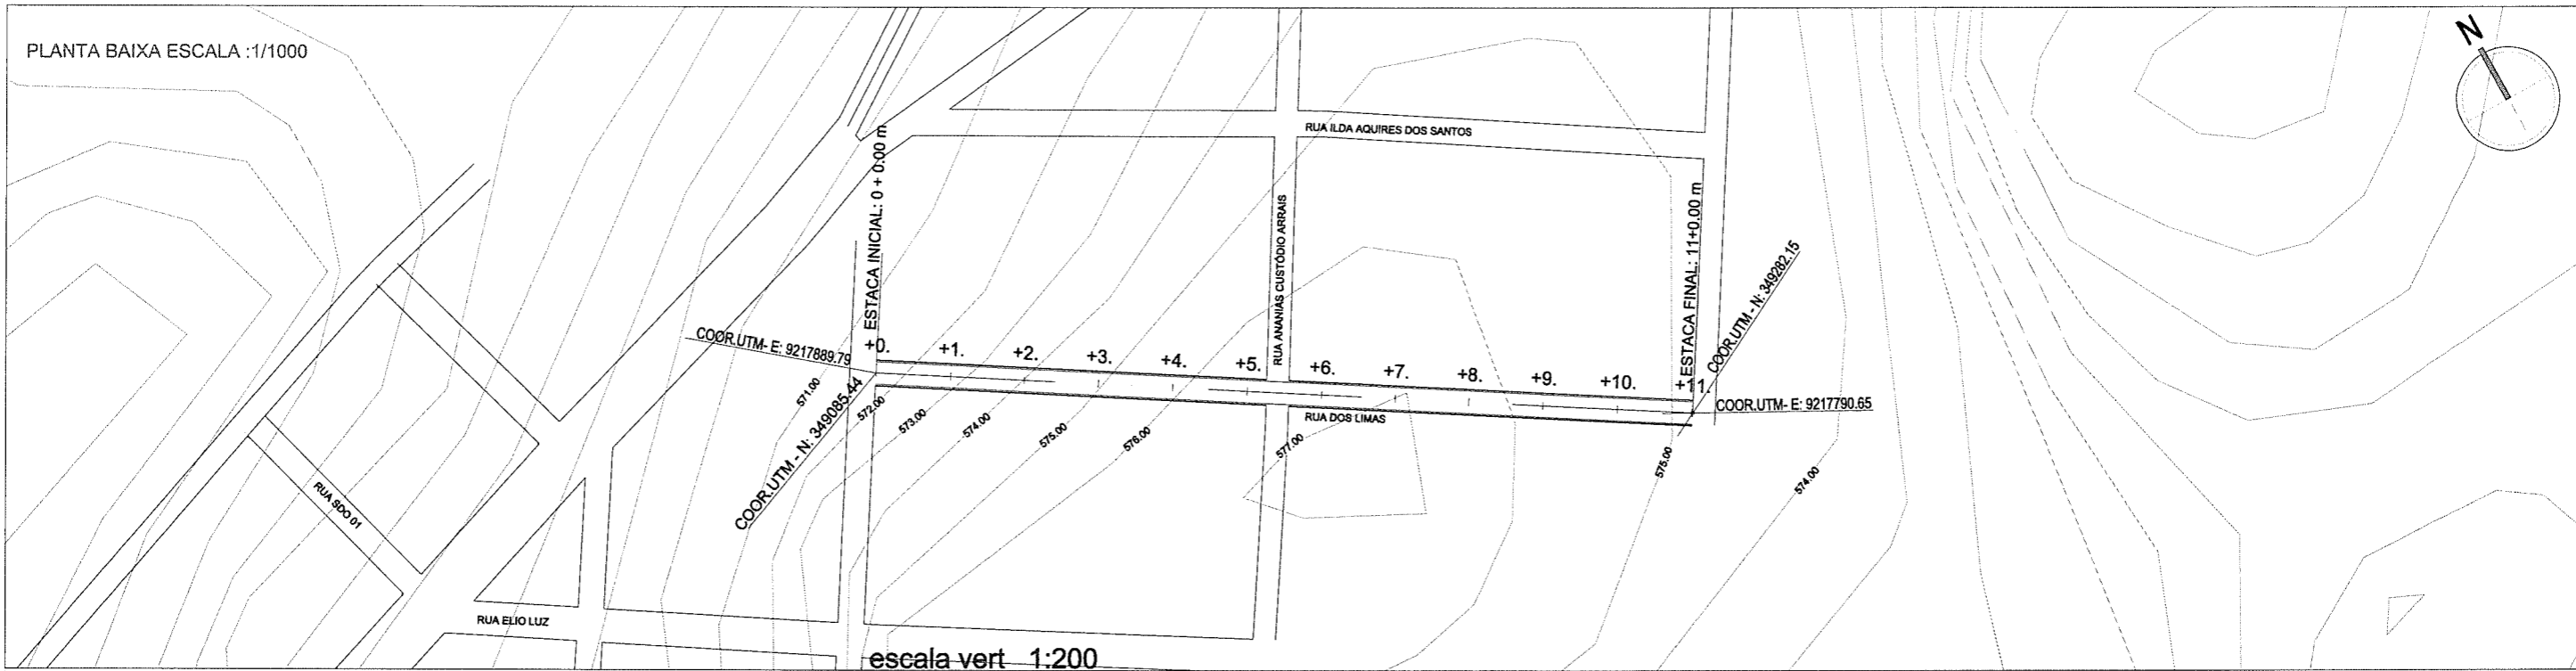 PLANTA BAIXA ESCALA :1/1000
N
RUA ILDA AQUIRES DOS SANTOS
ESTACA INICIAL: 0 + 0.00 m
RUA ANANIAS CUSTÓDIO ARRAIS
ESTACA FINAL: 11+0.00 m
COOR.UTM - N: 349282.15
COOR.UTM- E: 9217889.79
+0.
+1.
+2.
+3.
+4.
+5.
+6.
+7.
+8.
+9.
+10.
+11.
COOR.UTM- E: 9217790.65
COOR.UTM - N: 349085.44
571.00
572.00
573.00
574.00
575.00
576.00
577.00
RUA DOS LIMAS
575.00
574.00
RUA SDO 01
RUA ELIO LUZ
escala vert 1:200